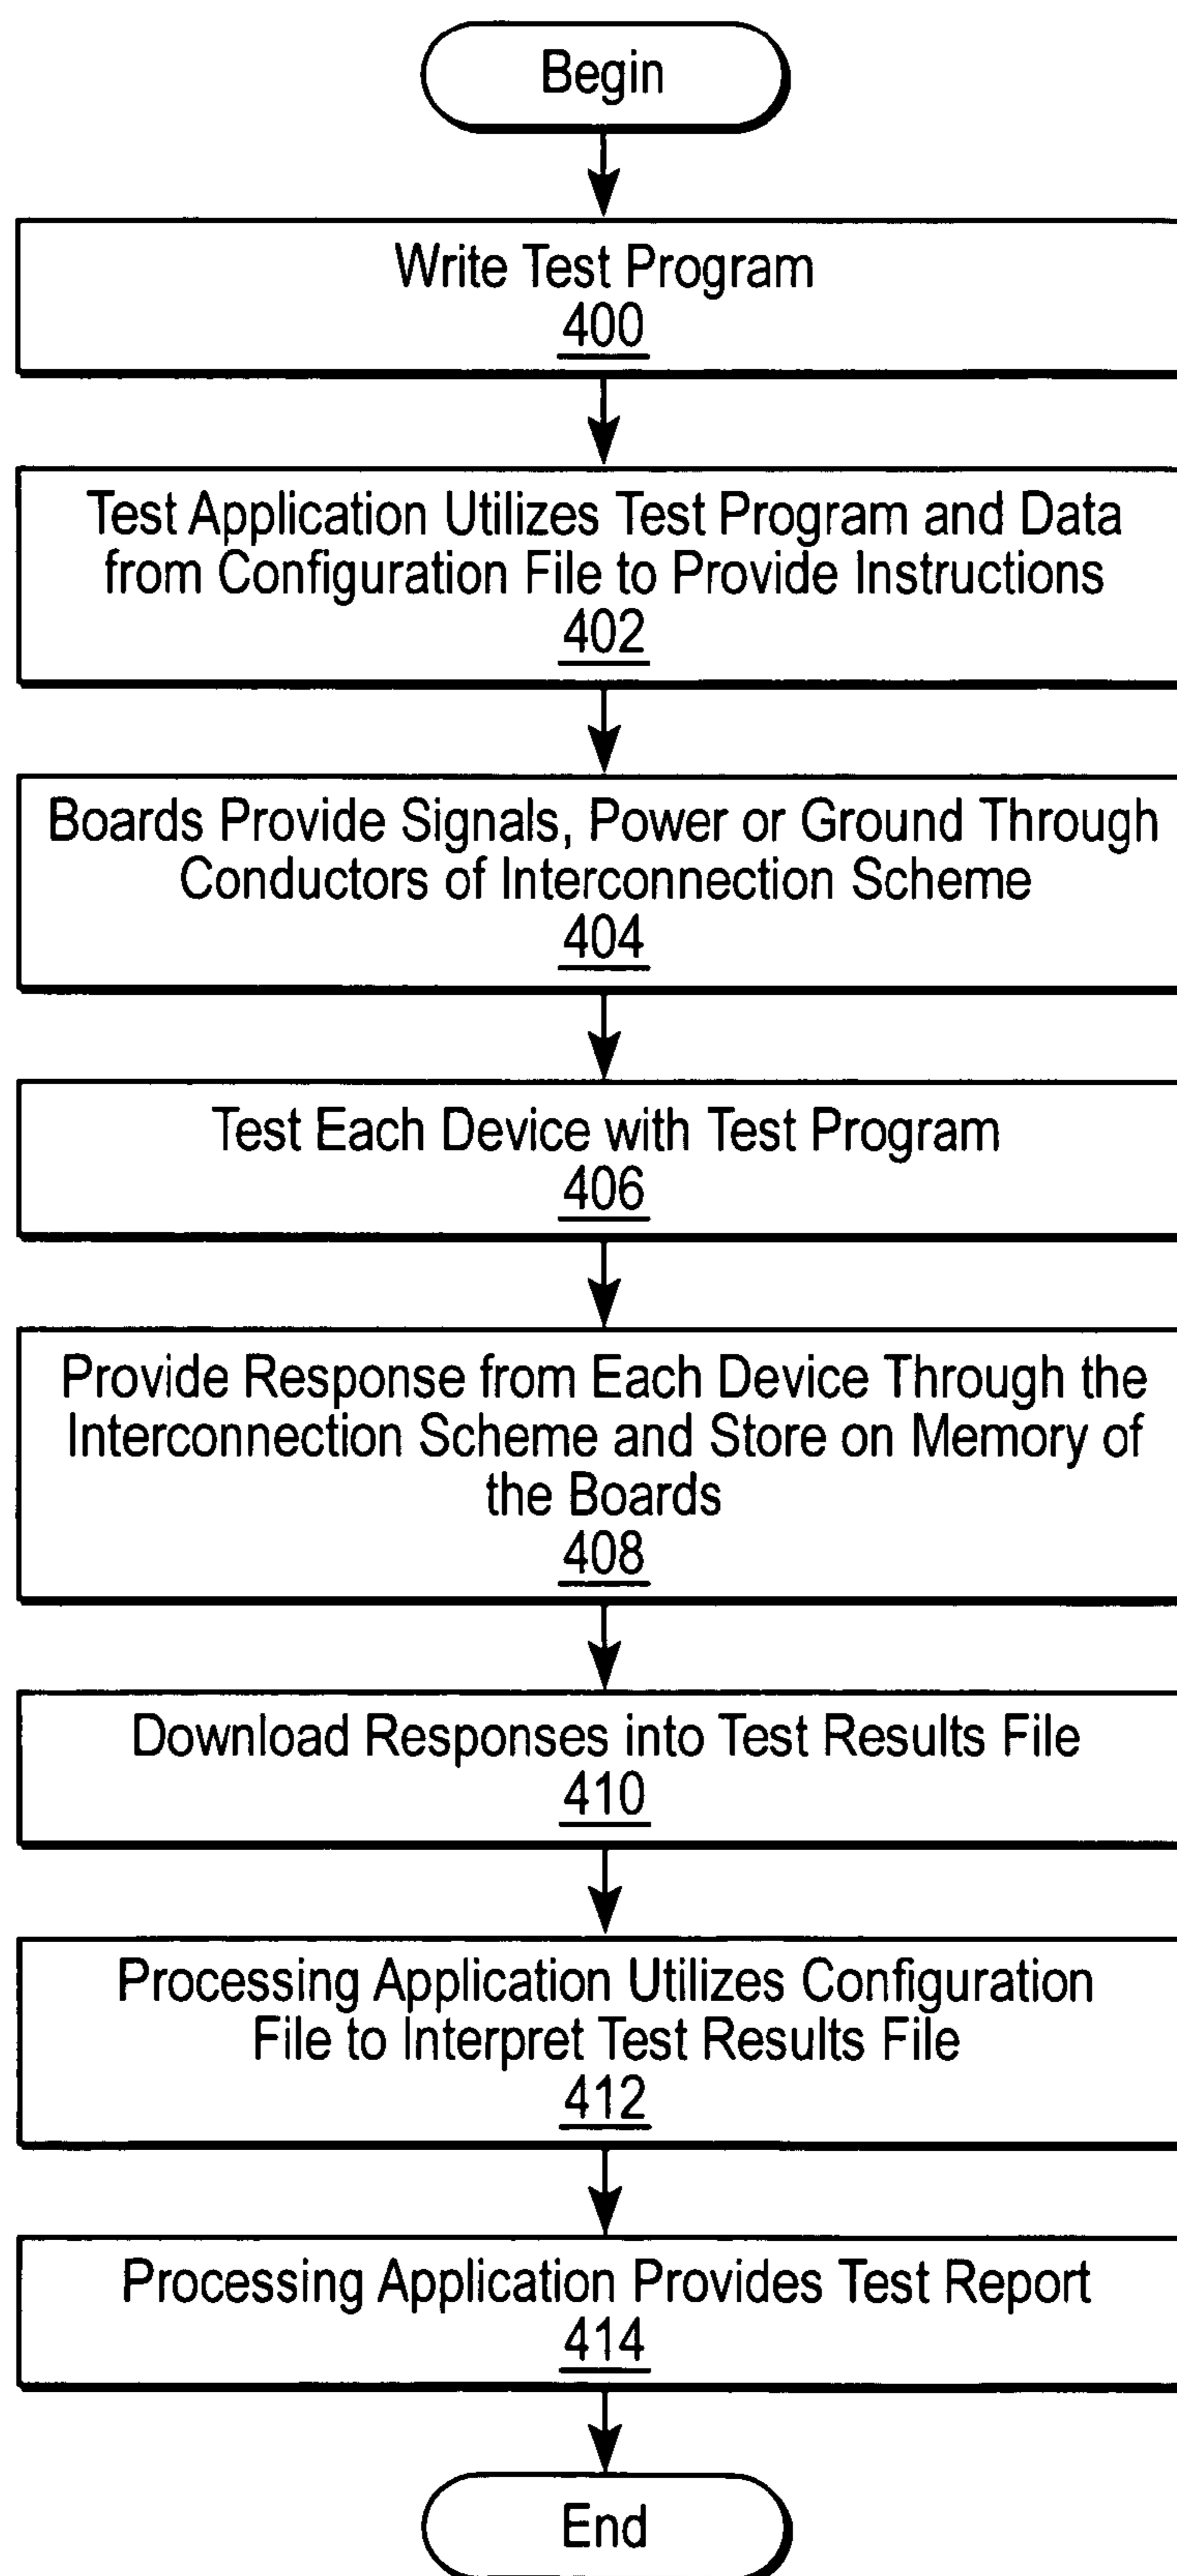 Begin
Write Test Program
400
Test Application Utilizes Test Program and Data
from Configuration File to Provide Instructions
402
Boards Provide Signals, Power or Ground Through
Conductors of Interconnection Scheme
404
Test Each Device with Test Program
406
Provide Response from Each Device Through the
Interconnection Scheme and Store on Memory of
the Boards
408
Download Responses into Test Results File
410
Processing Application Utilizes Configuration
File to Interpret Test Results File
412
Processing Application Provides Test Report
414
End